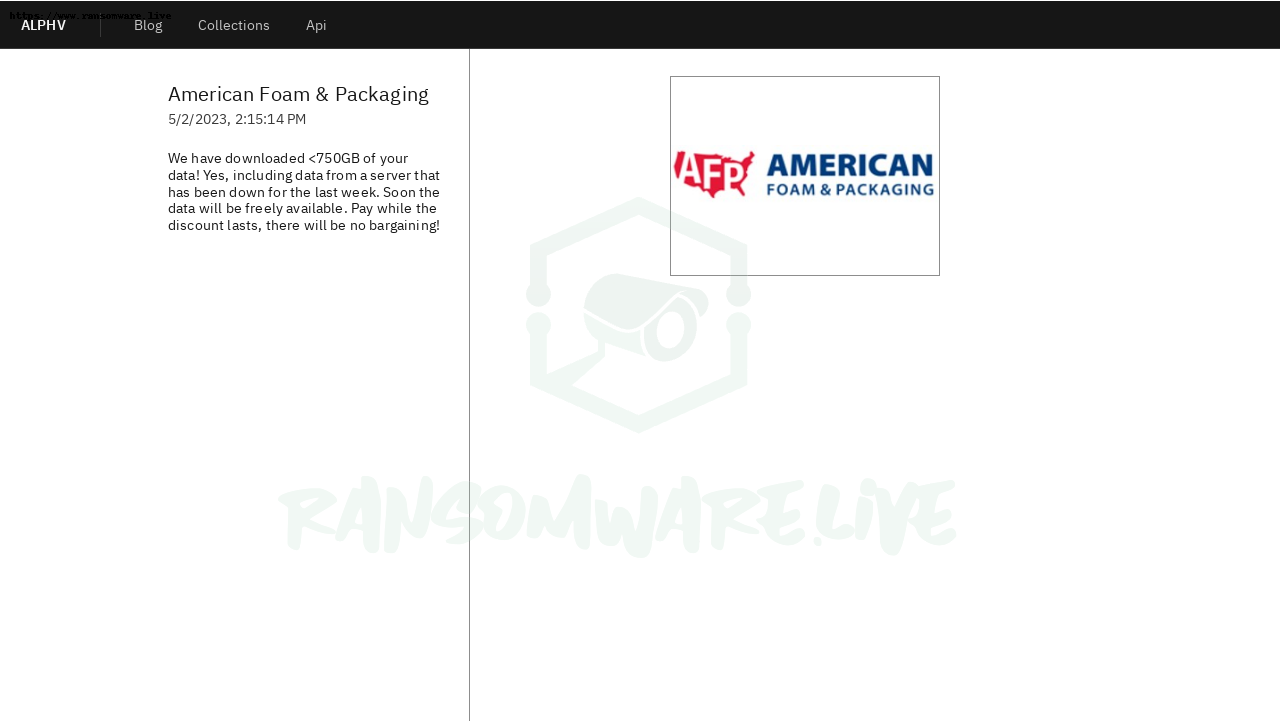 https://www.ransomware.live
ALPHV
Blog
Collections
Api
American Foam & Packaging
5/2/2023, 2:15:14 PM
We have downloaded <750GB of your
data! Yes, including data from a server that
has been down for the last week. Soon the
data will be freely available. Pay while the
discount lasts, there will be no bargaining!
AFP AMERICAN
FOAM & PACKAGING
RANSOMWARE.LIVE